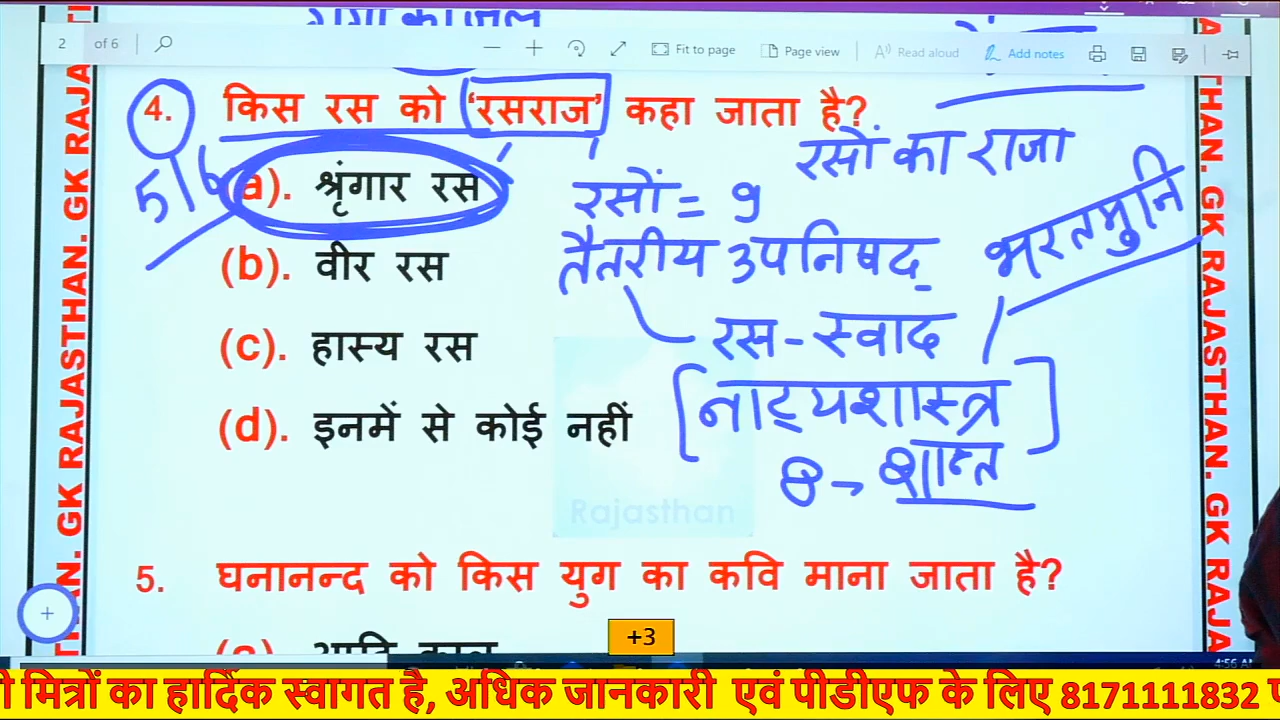 2 of 6 Fit to page Page view Read aloud Add notes
4. किस रस को 'रसराज' कहा जाता है?
रसों का राजा
(a). श्रृंगार रस
रसों = 9
(b). वीर रस
तैतरीय उपनिषद
भरतमुनि
रस - स्वाद
(c). हास्य रस
[नाट्यशास्त्र]
(d). इनमें से कोई नहीं
8 → शान्त
Rajasthan
5. घनानन्द को किस युग का कवि माना जाता है?
+3
4:56 A
मित्रों का हार्दिक स्वागत है, अधिक जानकारी एवं पीडीएफ के लिए 8171111832
GK RAJASTHAN. GK RAJA
THAN. GK RAJASTHAN. GK RAJA